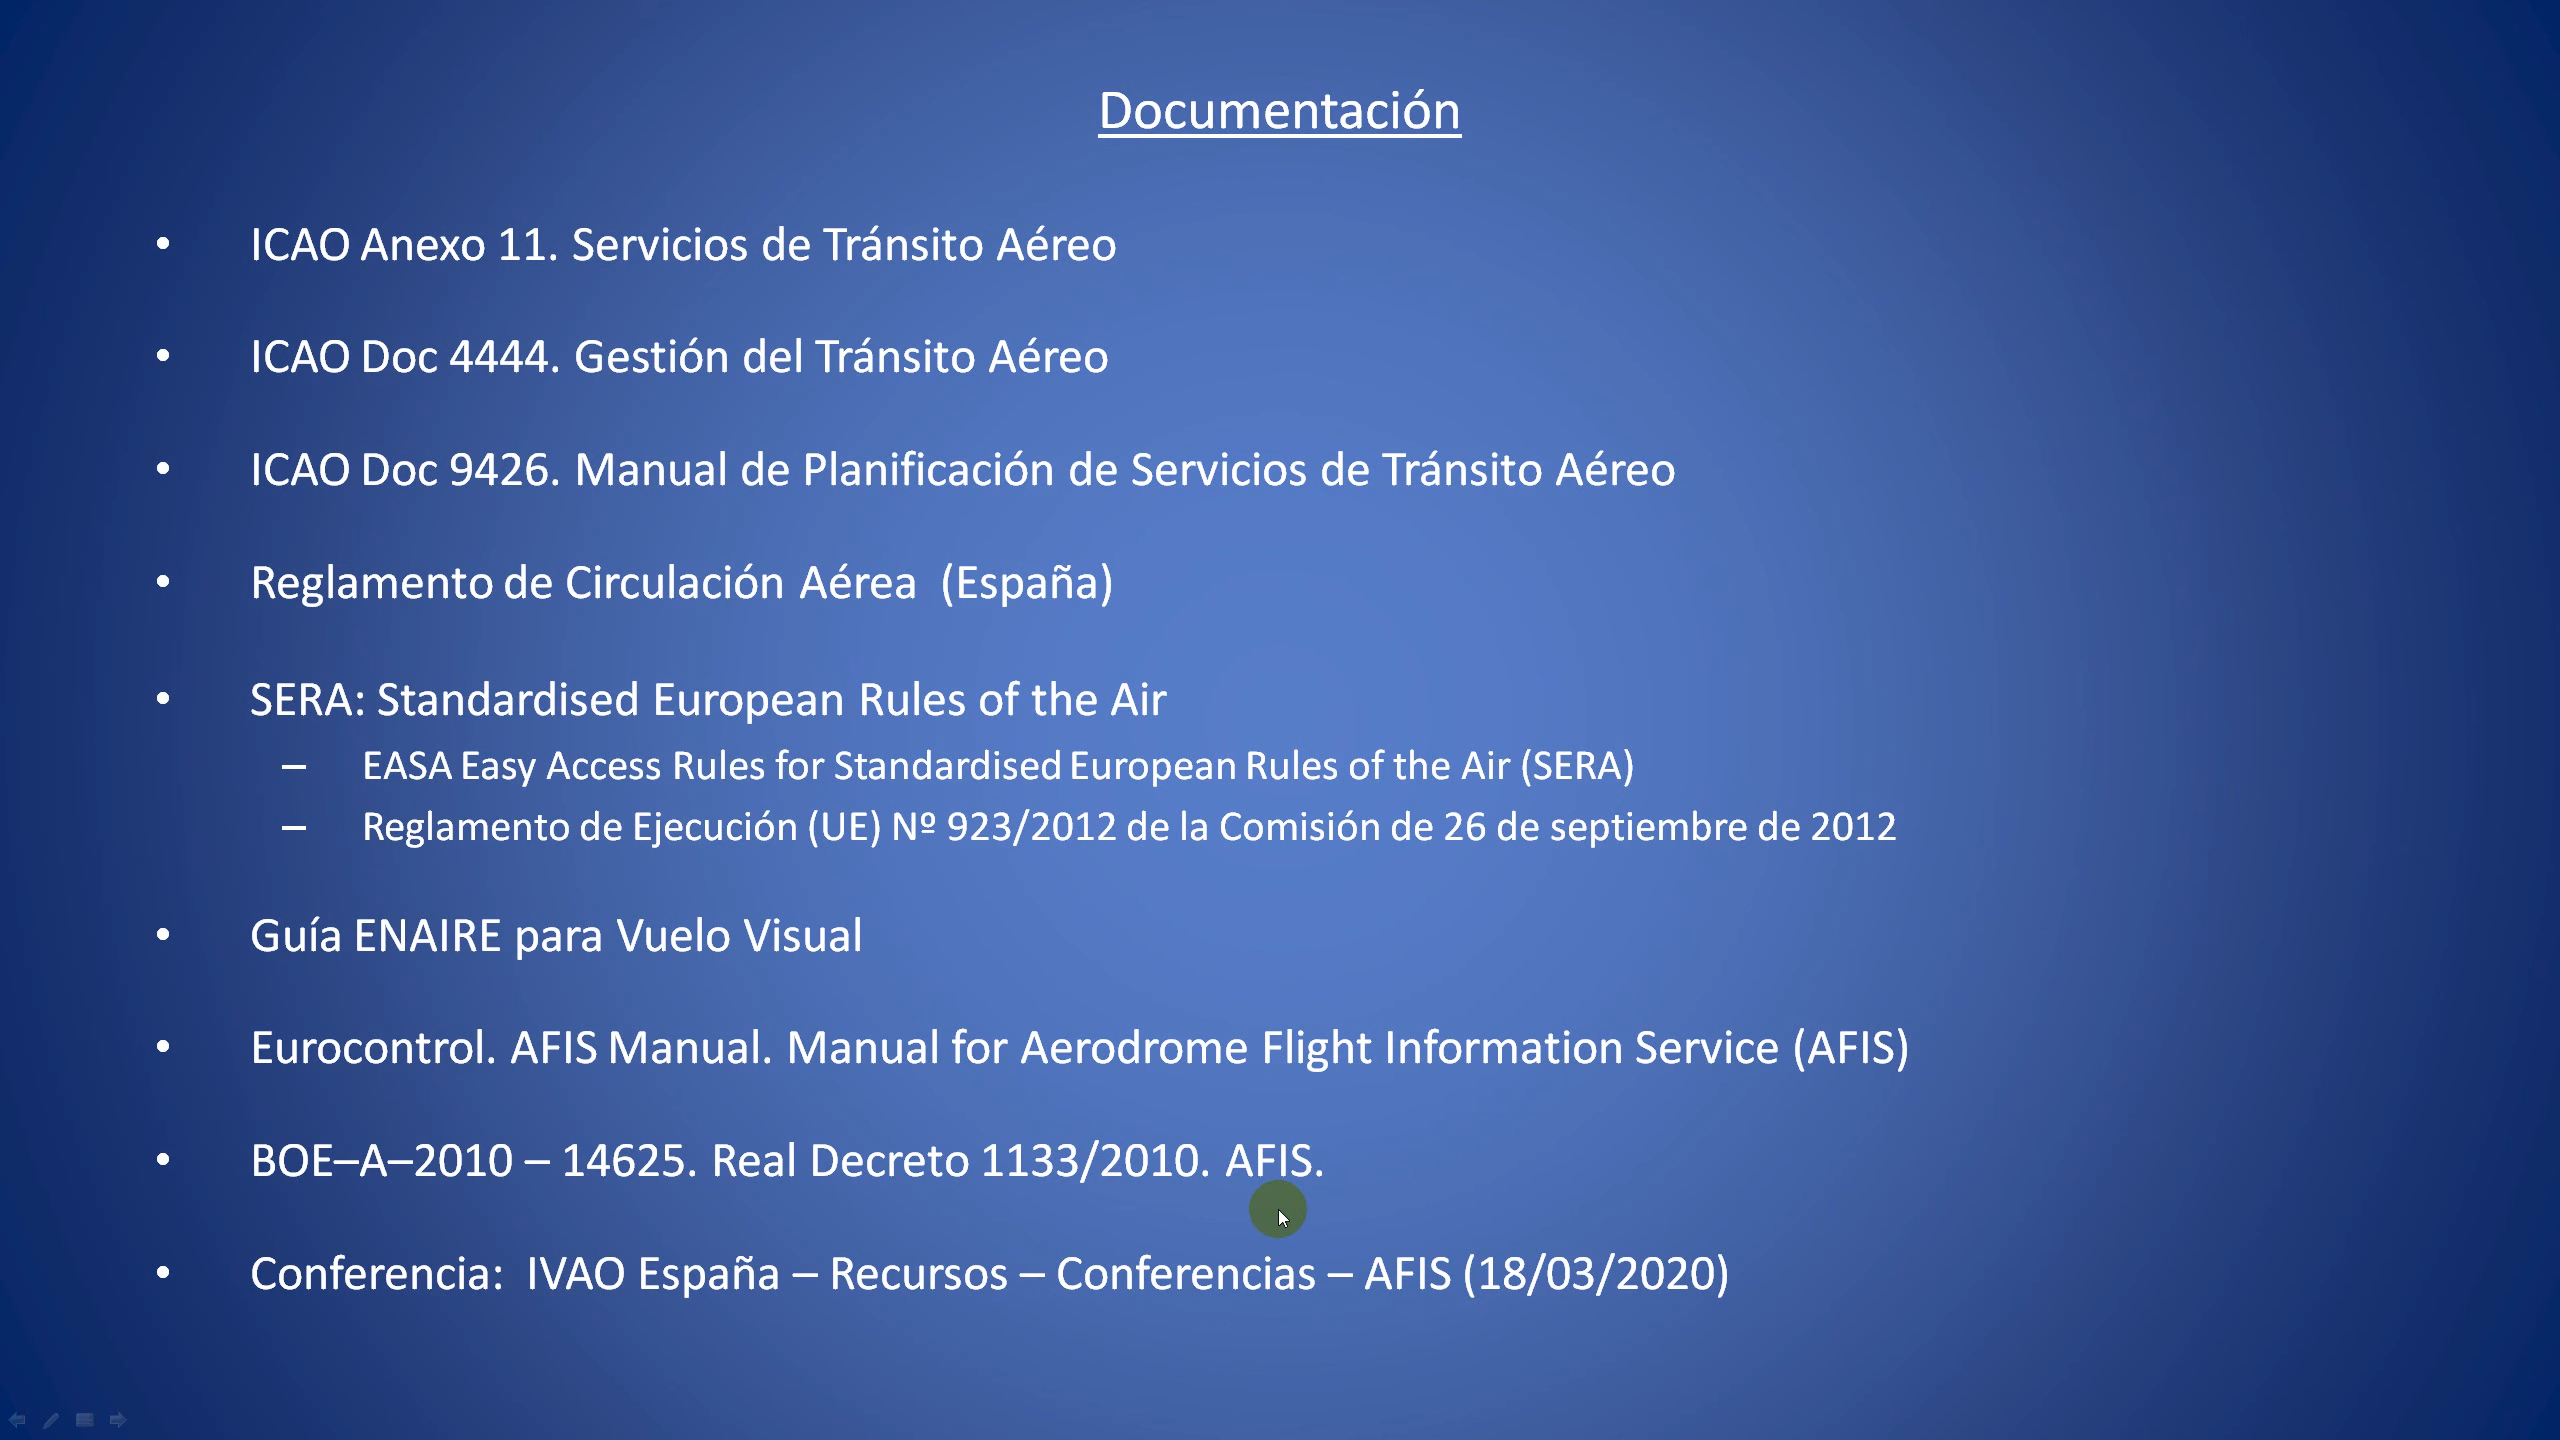 Documentación
• ICAO Anexo 11. Servicios de Tránsito Aéreo
• ICAO Doc 4444. Gestión del Tránsito Aéreo
• ICAO Doc 9426. Manual de Planificación de Servicios de Tránsito Aéreo
• Reglamento de Circulación Aérea (España)
• SERA: Standardised European Rules of the Air
– EASA Easy Access Rules for Standardised European Rules of the Air (SERA)
– Reglamento de Ejecución (UE) Nº 923/2012 de la Comisión de 26 de septiembre de 2012
• Guía ENAIRE para Vuelo Visual
• Eurocontrol. AFIS Manual. Manual for Aerodrome Flight Information Service (AFIS)
• BOE–A–2010 – 14625. Real Decreto 1133/2010. AFIS.
• Conferencia: IVAO España – Recursos – Conferencias – AFIS (18/03/2020)